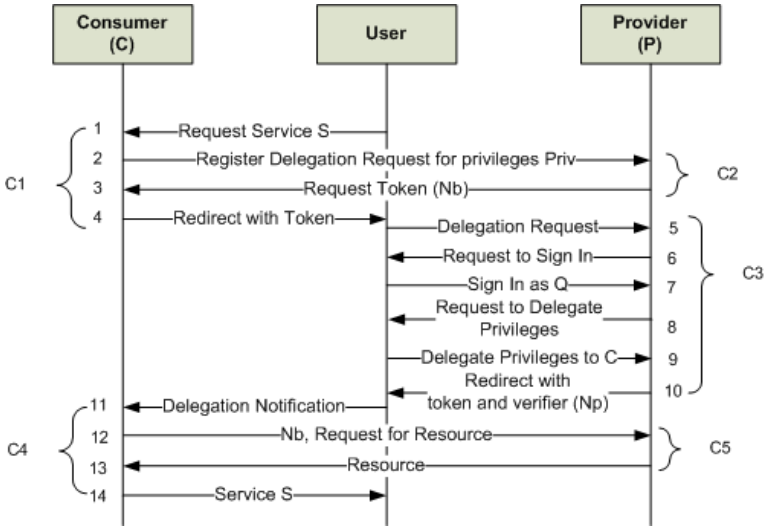 Consumer
(C)
User
Provider
(P)
1
Request Service S
2
Register Delegation Request for privileges Priv
C1
3
Request Token (Nb)
C2
4
Redirect with Token
Delegation Request
5
Request to Sign In
6
C3
Sign In as Q
7
Request to Delegate
Privileges
8
Delegate Privileges to C
9
Redirect with
token and verifier (Np)
10
11
Delegation Notification
12
Nb, Request for Resource
C4
C5
13
Resource
14
Service S